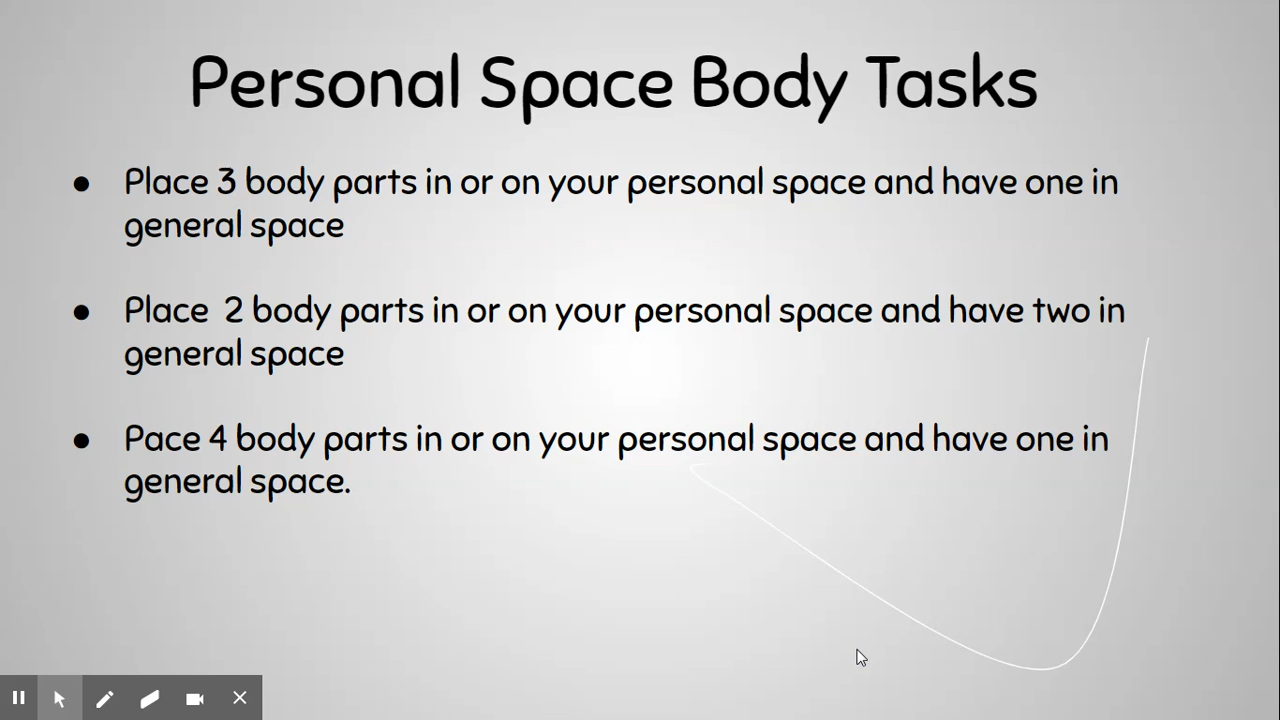 Personal Space Body Tasks
● Place 3 body parts in or on your personal space and have one in
general space
● Place  2 body parts in or on your personal space and have two in
general space
● Pace 4 body parts in or on your personal space and have one in
general space.